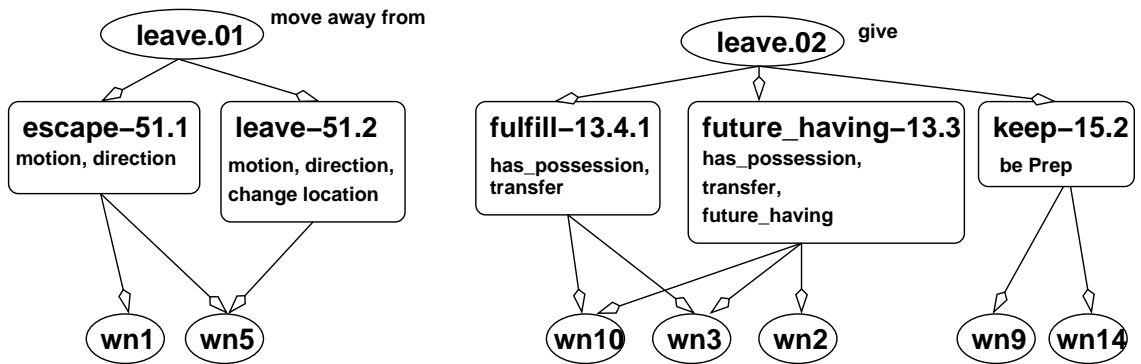 leave.01
move away from
leave.02
give
escape−51.1
motion, direction
leave−51.2
motion, direction,
change location
fulfill−13.4.1
has_possession,
transfer
future_having−13.3
has_possession,
transfer,
future_having
keep−15.2
be Prep
wn1
wn5
wn10
wn3
wn2
wn9
wn14